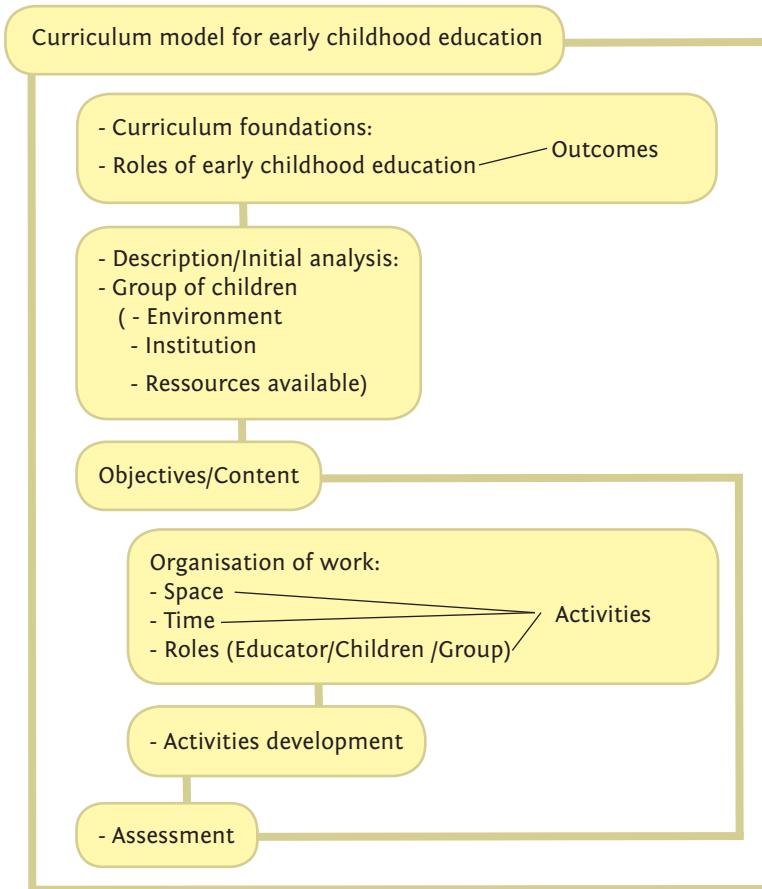 Curriculum model for early childhood education
- Curriculum foundations:
- Roles of early childhood education
Outcomes
- Description/Initial analysis:
- Group of children
( - Environment
- Institution
- Ressources available)
Objectives/Content
Organisation of work:
- Space
- Time
- Roles (Educator/Children /Group)
Activities
- Activities development
- Assessment